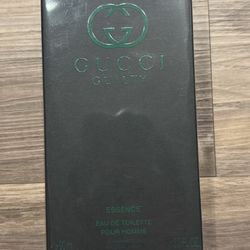 GUCCI
GUILTY
ESSENCE
EAU DE TOILETTE
POUR HOMME